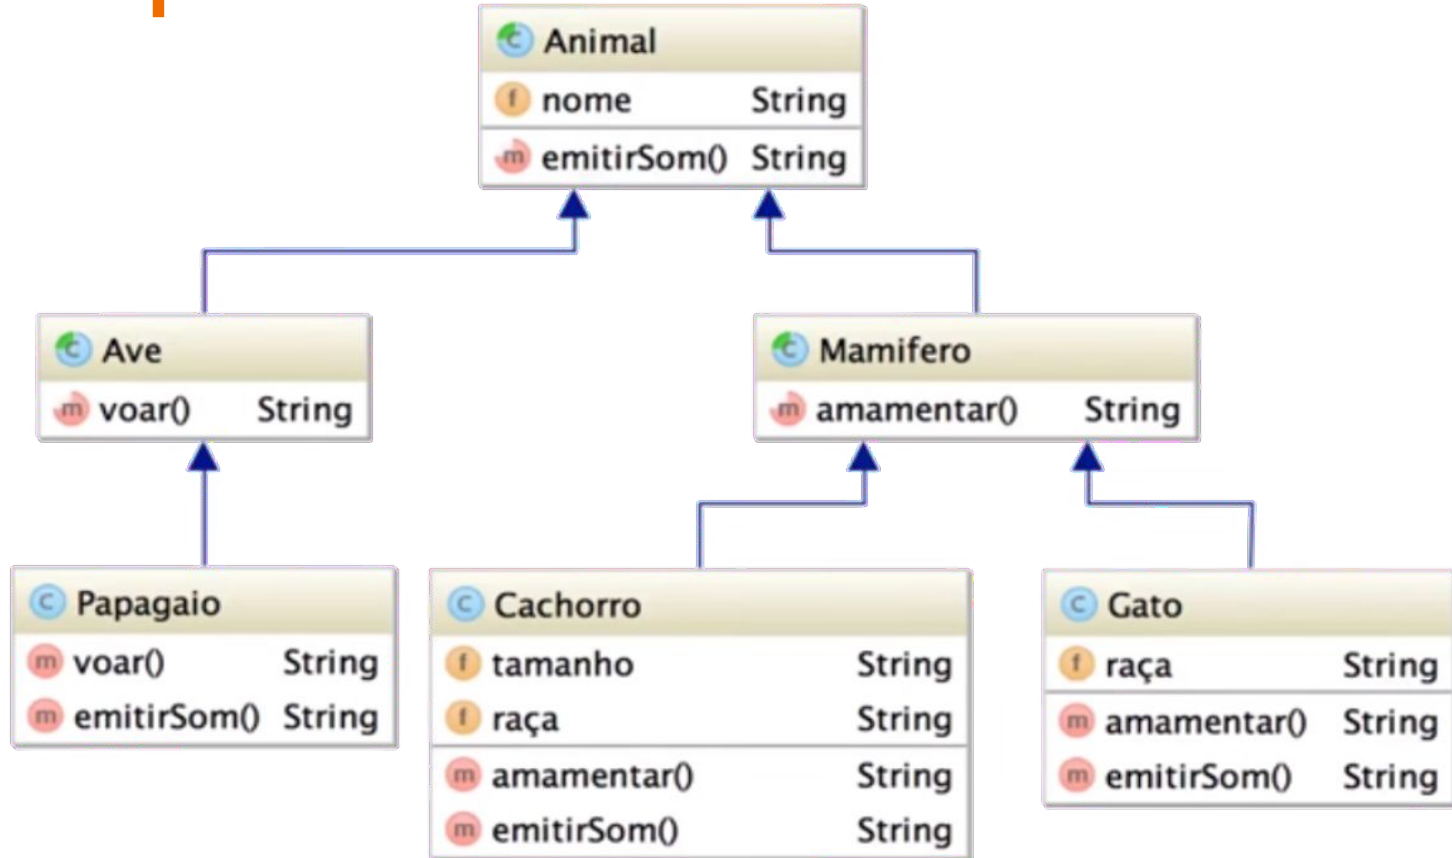 Animal
nome String
emitirSom() String
Ave
voar() String
Mamifero
amamentar() String
Papagaio
voar() String
emitirSom() String
Cachorro
tamanho String
raça String
amamentar() String
emitirSom() String
Gato
raça String
amamentar() String
emitirSom() String